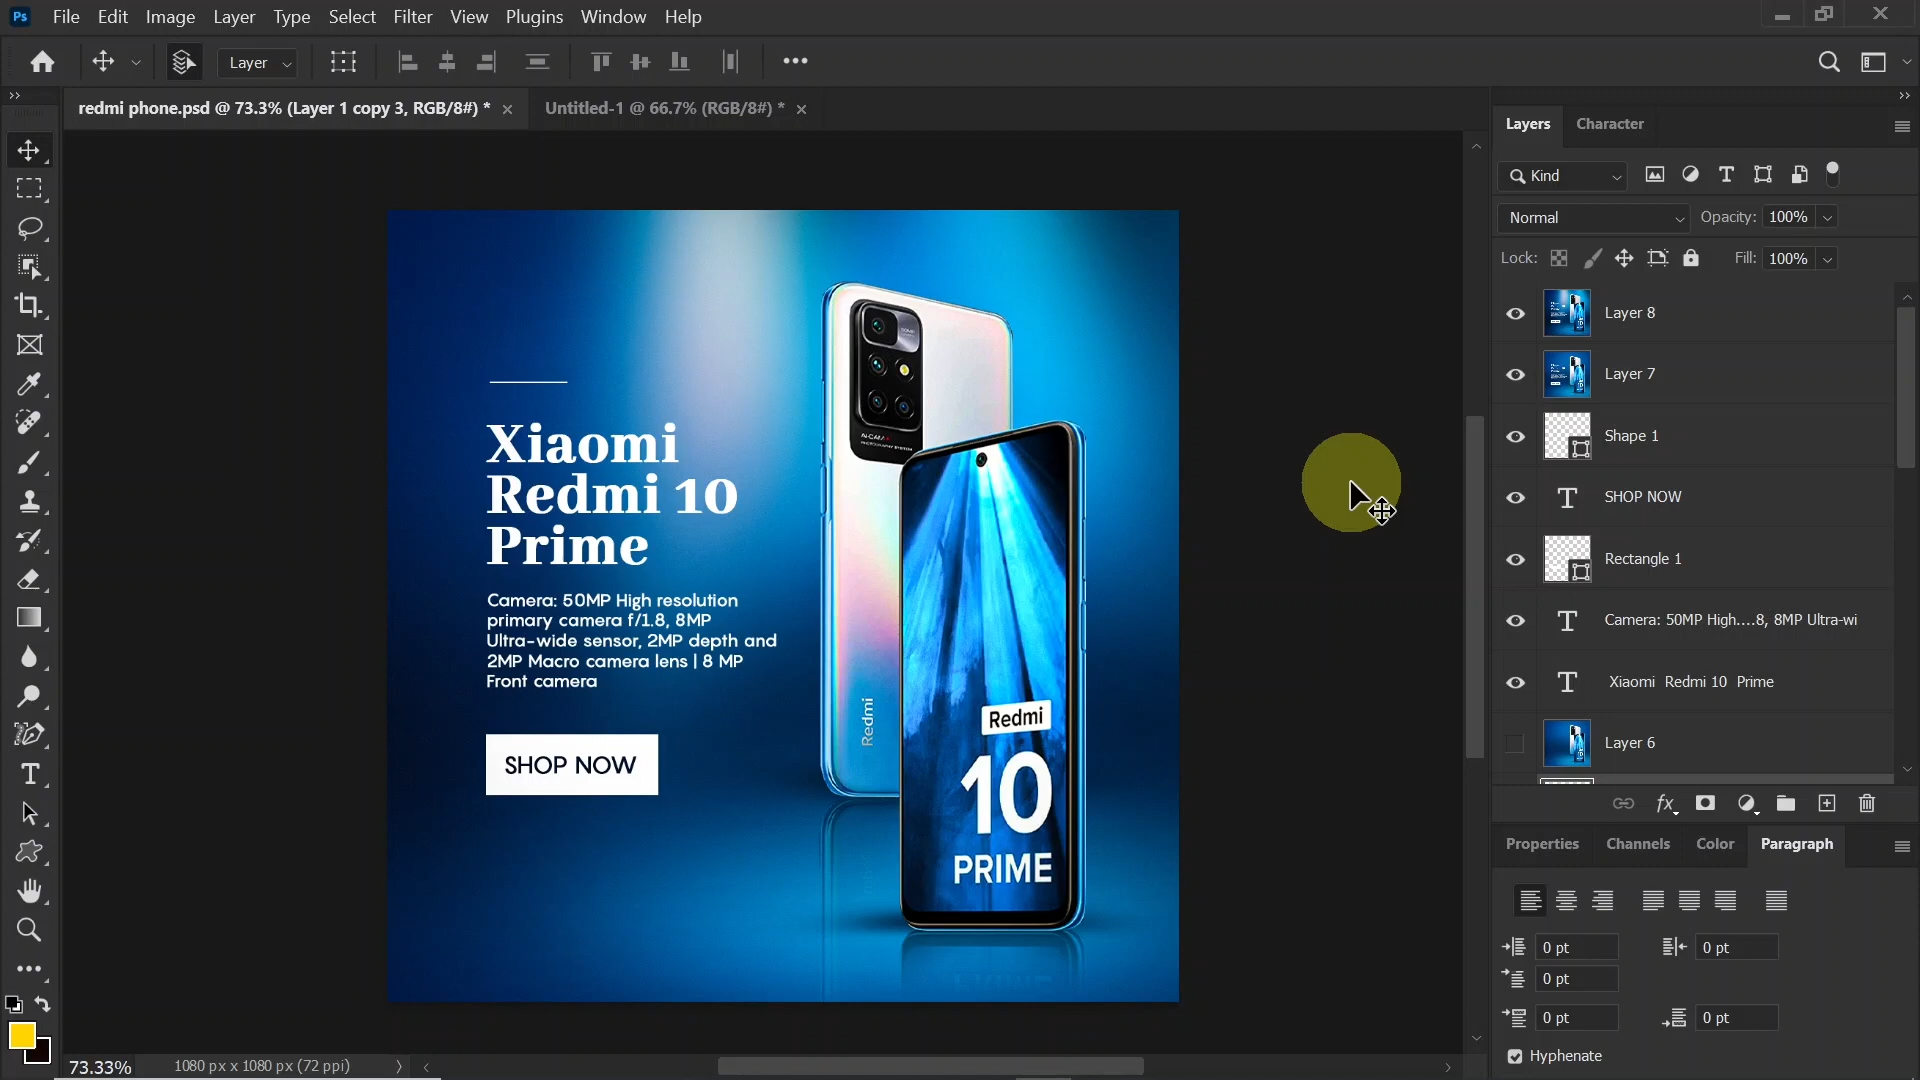 Ps File Edit Image Layer Type Select Filter View Plugins Window Help
Layer
redmi phone.psd @ 73.3% (Layer 1 copy 3, RGB/8#) *
Untitled-1 @ 66.7% (RGB/8#) *
Xiaomi
Redmi 10
Prime
Camera: 50MP High resolution
primary camera f/1.8, 8MP
Ultra-wide sensor, 2MP depth and
2MP Macro camera lens | 8 MP
Front camera
SHOP NOW
Redmi
Redmi
10
PRIME
Layers Character
Kind
Normal Opacity: 100%
Lock: Fill: 100%
Layer 8
Layer 7
Shape 1
SHOP NOW
Rectangle 1
Camera: 50MP High....8, 8MP Ultra-wi
Xiaomi Redmi 10 Prime
Layer 6
fx
Properties Channels Color Paragraph
0 pt 0 pt
0 pt
0 pt 0 pt
Hyphenate
73.33% 1080 px x 1080 px (72 ppi)